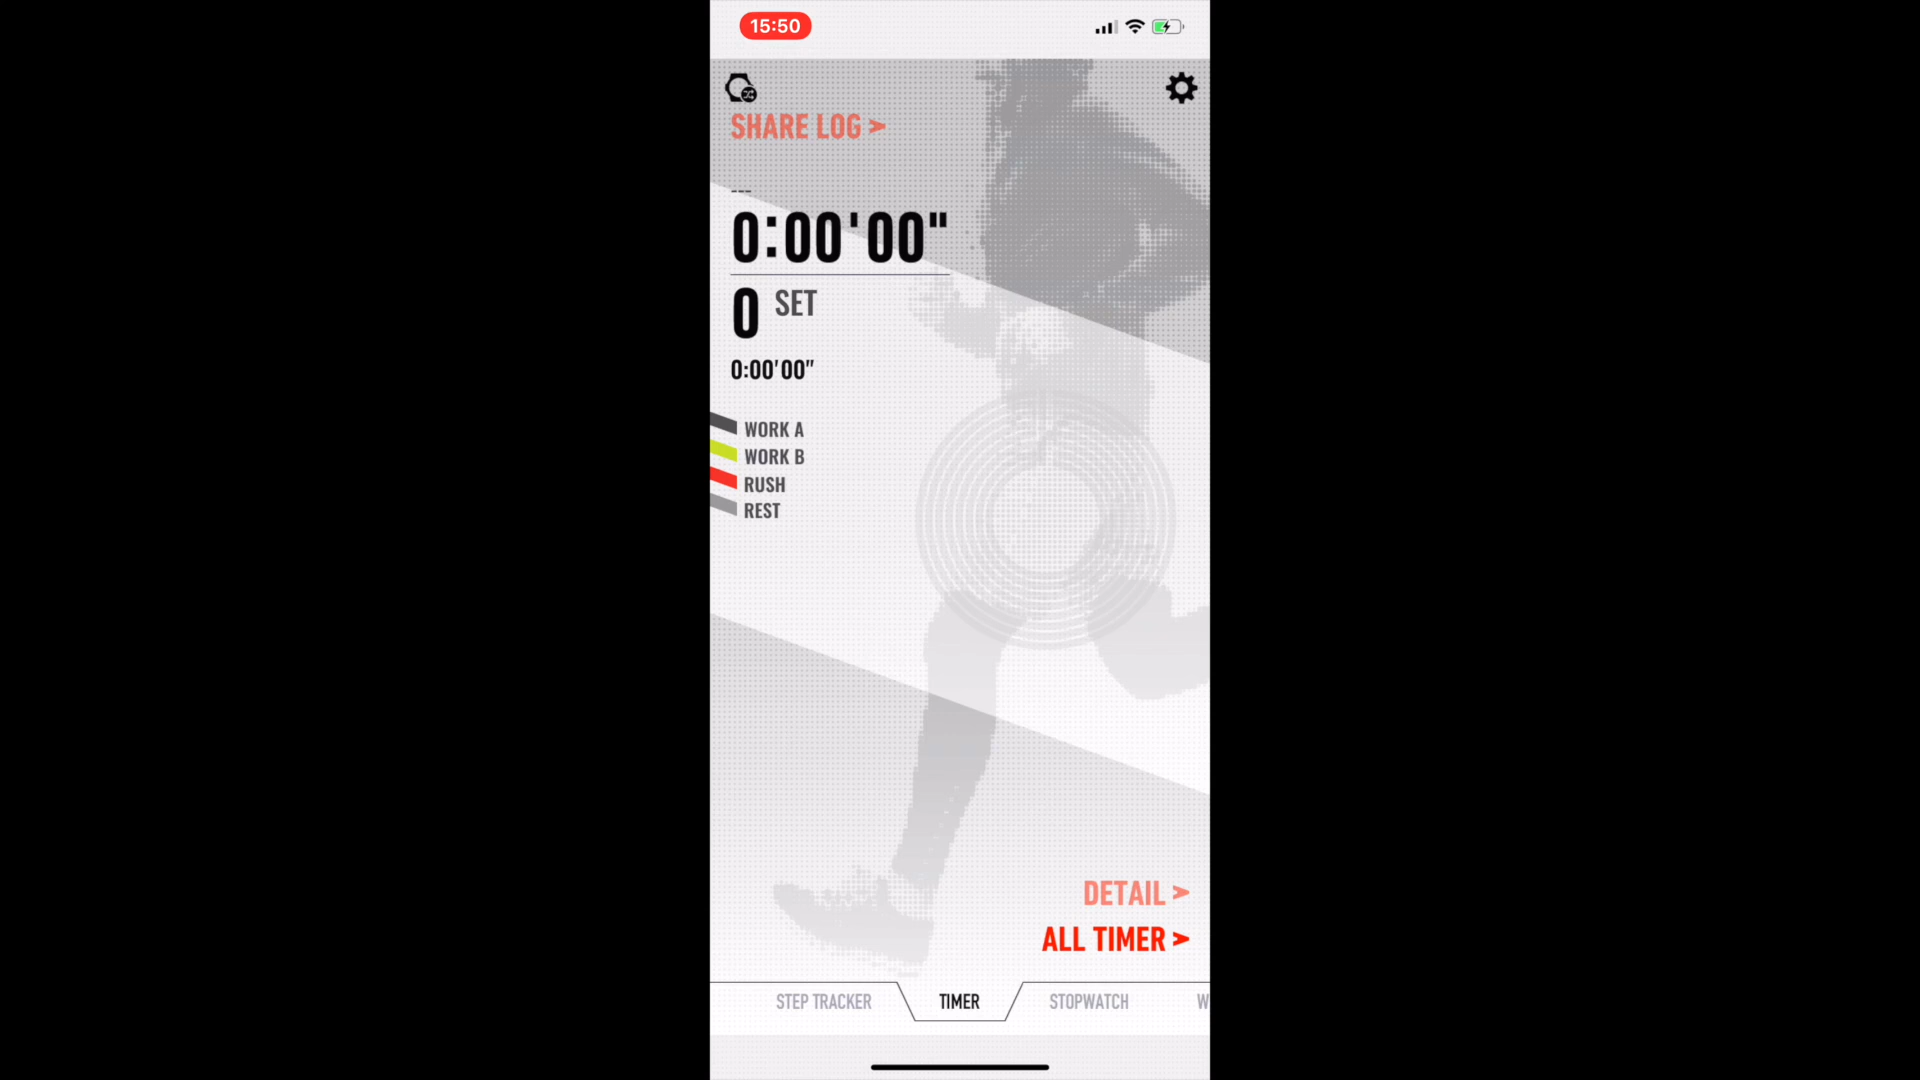 15:50
SHARE LOG >
---
0:00'00"
0 SET
0:00'00"
WORK A
WORK B
RUSH
REST
DETAIL >
ALL TIMER >
STEP TRACKER TIMER STOPWATCH W